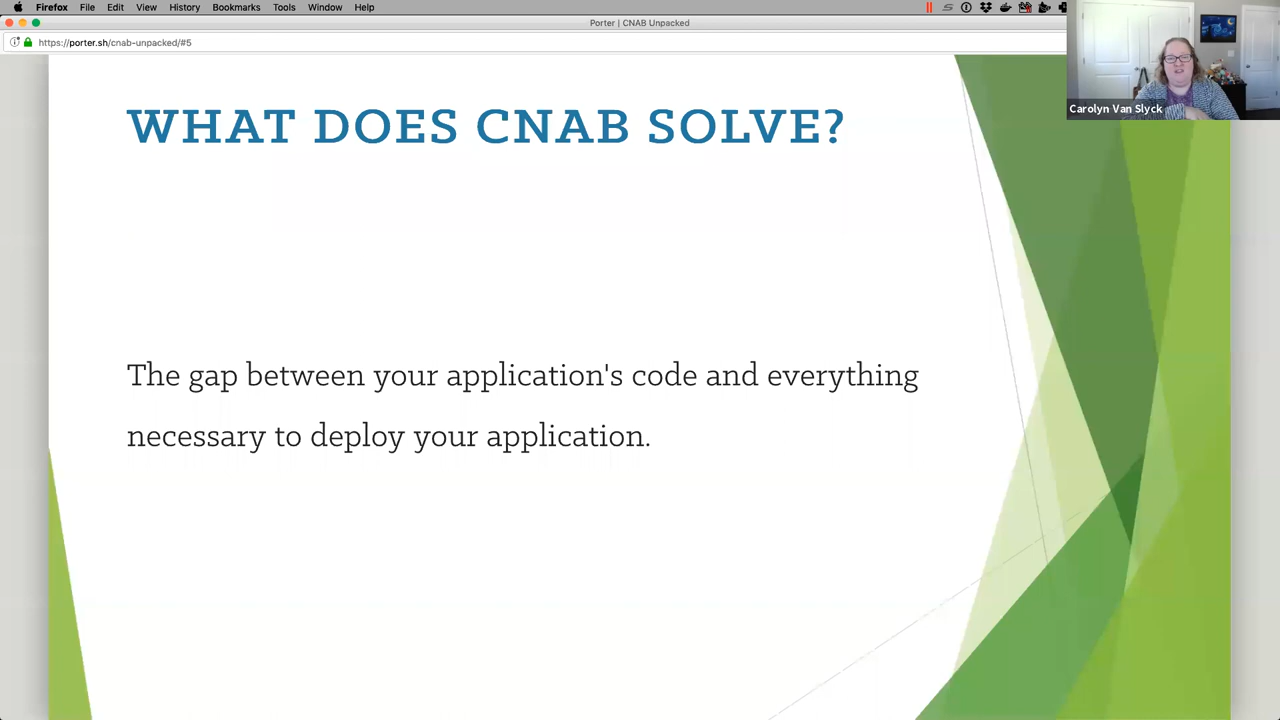 Firefox File Edit View History Bookmarks Tools Window Help
Porter | CNAB Unpacked
https://porter.sh/cnab-unpacked/#5
Carolyn Van Slyck
WHAT DOES CNAB SOLVE?
The gap between your application's code and everything
necessary to deploy your application.